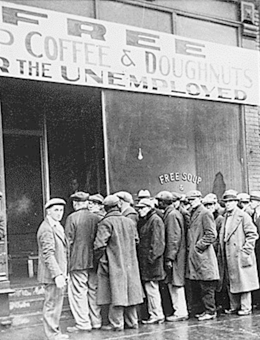 FREE
COFFEE & DOUGHNUTS
THE UNEMPLOYED
FREE SOUP